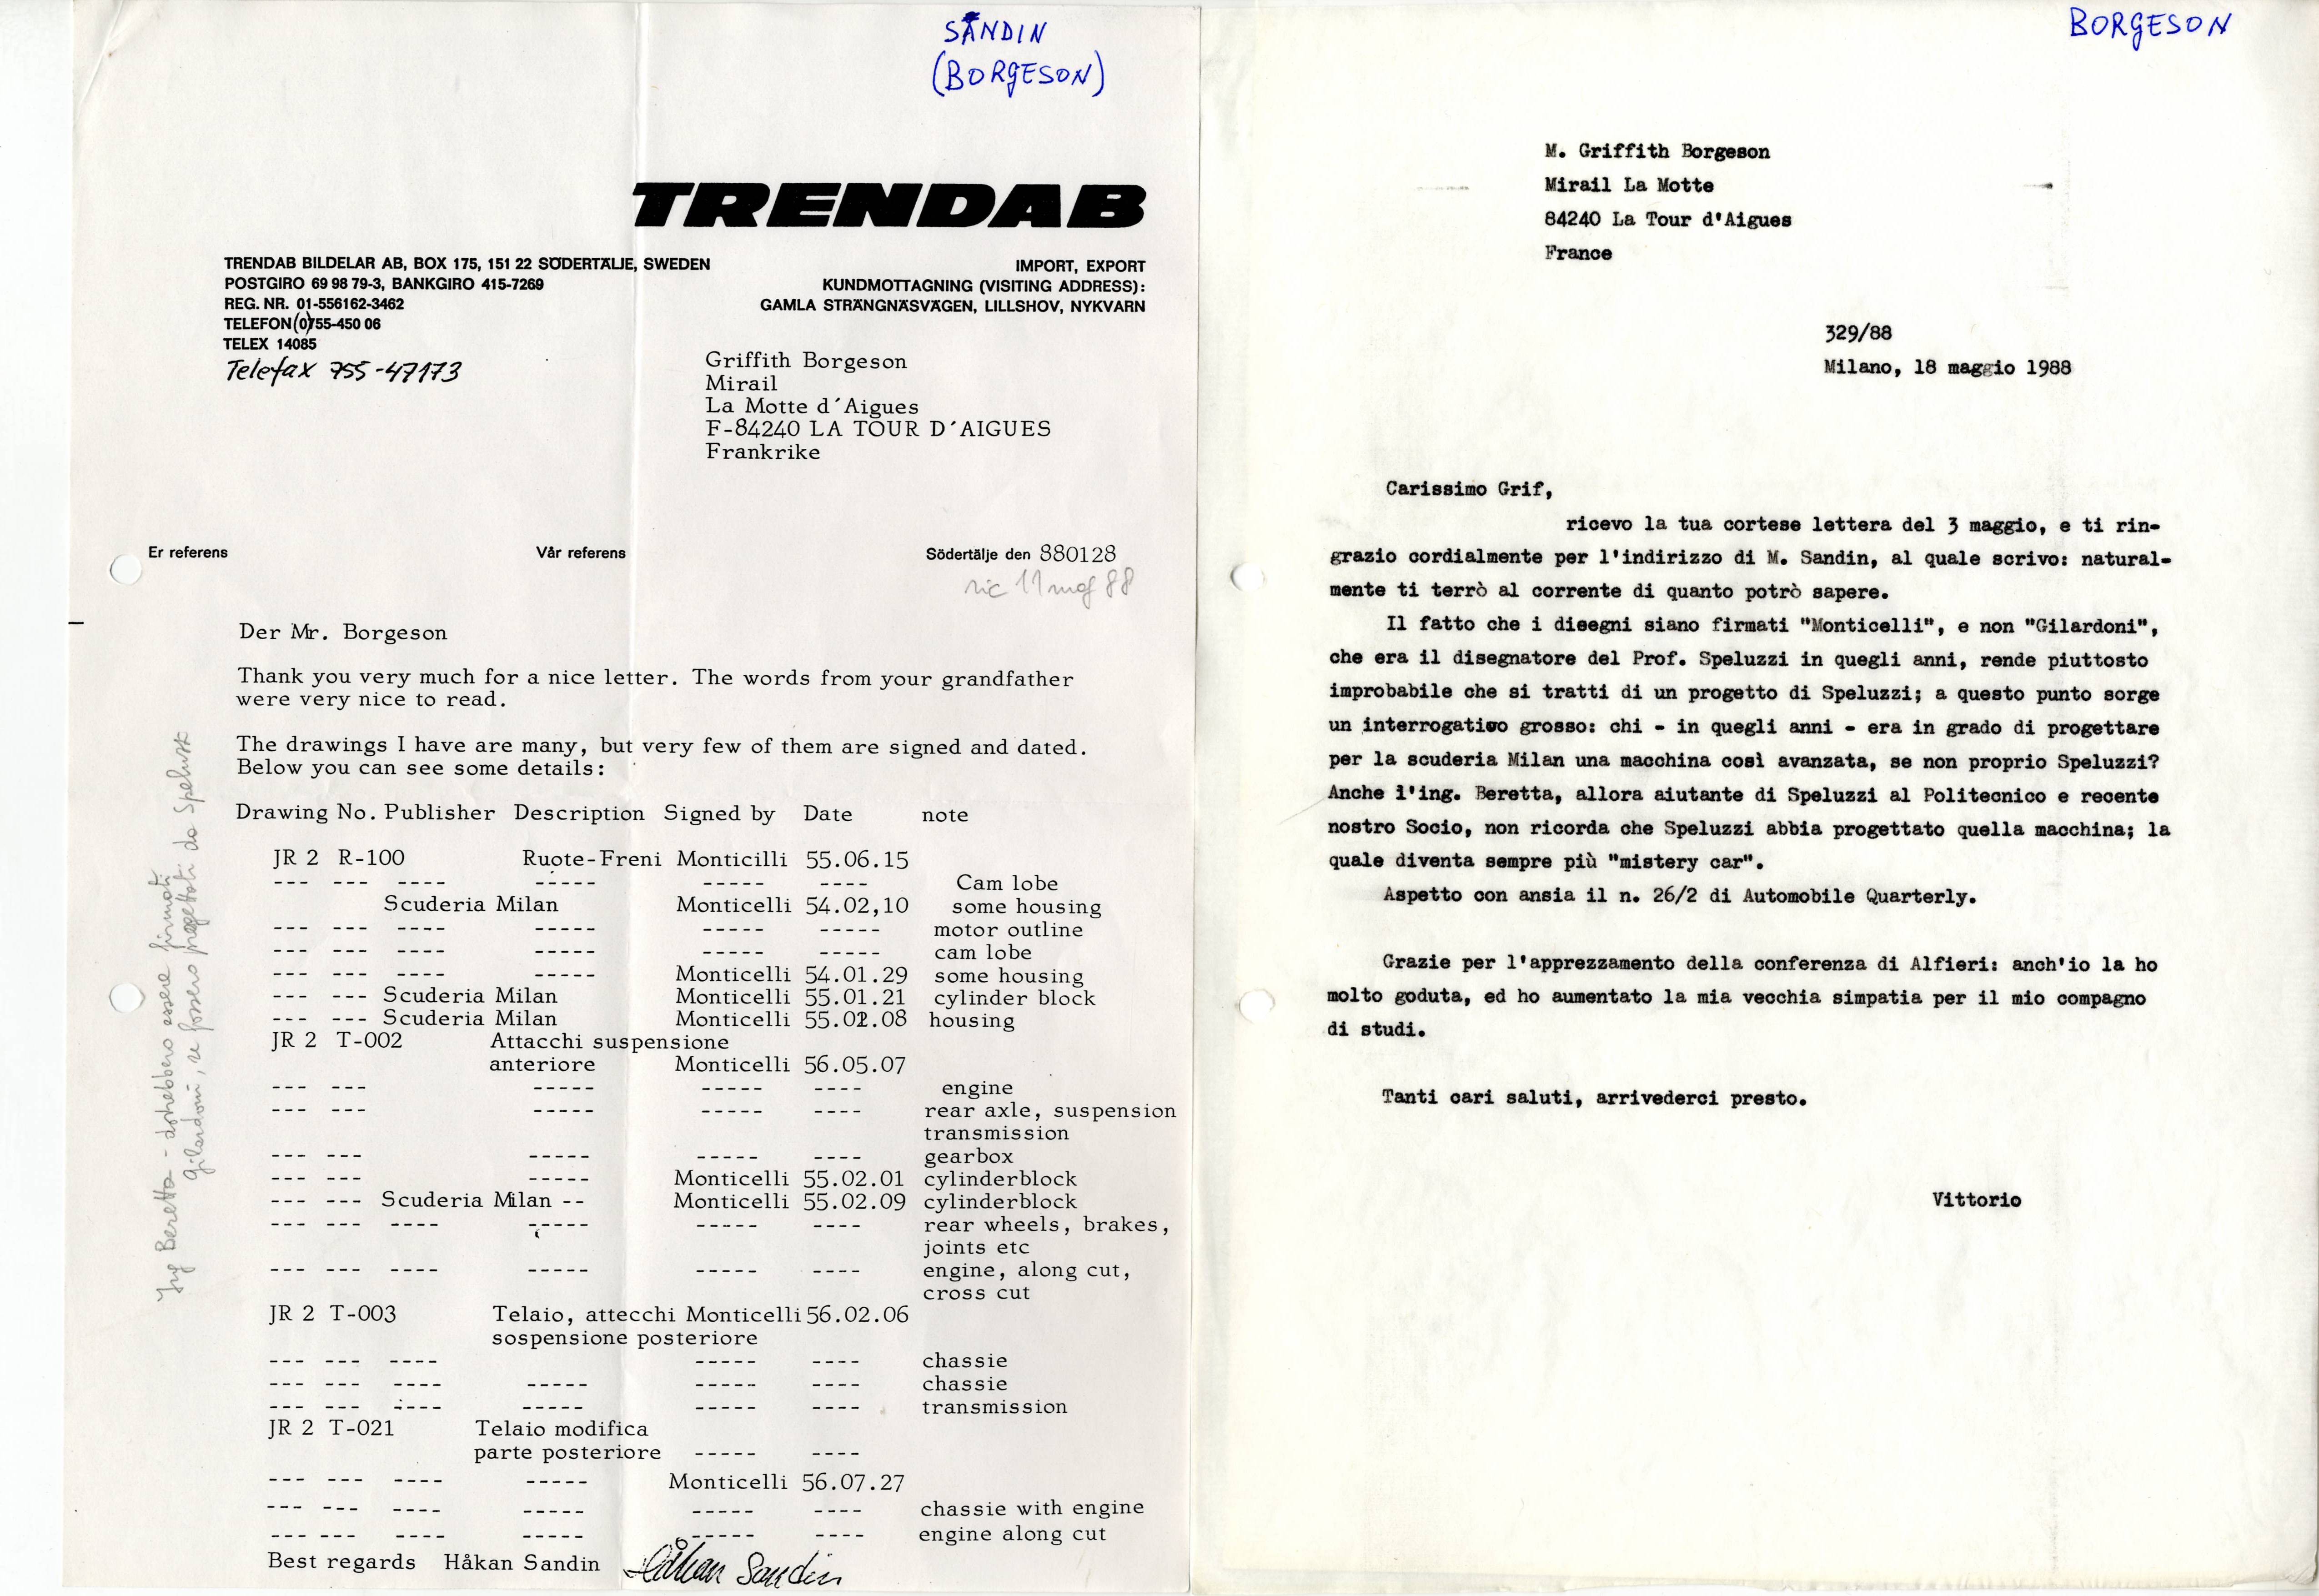 SANDIN
(BORGESON)
TRENDAB
TRENDAB BILDELAR AB, BOX 175, 151 22 SÖDERTÄLJE, SWEDEN
POSTGIRO 69 98 79-3, BANKGIRO 415-7269
REG. NR. 01-556162-3462
TELEFON (0)755-450 06
TELEX 14085
Telefax 755-47173
IMPORT, EXPORT
KUNDMOTTAGNING (VISITING ADDRESS):
GAMLA STRÄNGNÄSVÄGEN, LILLSHOV, NYKVARN
Griffith Borgeson
Mirail
La Motte d´Aigues
F-84240 LA TOUR D´AIGUES
Frankrike
Er referens Vår referens Södertälje den 880128
ric 11 mag 88
Der Mr. Borgeson
Thank you very much for a nice letter. The words from your grandfather
were very nice to read.
The drawings I have are many, but very few of them are signed and dated.
Below you can see some details:
Drawing No. Publisher Description Signed by Date note
JR 2 R-100 Ruote-Freni Monticilli 55.06.15
--- --- ---- ----- ----- ---- Cam lobe
Scuderia Milan Monticelli 54.02,10 some housing
--- --- ---- ----- ----- ----- motor outline
--- --- ---- ----- ----- ----- cam lobe
--- --- ---- ----- Monticelli 54.01.29 some housing
--- --- Scuderia Milan Monticelli 55.01.21 cylinder block
--- --- Scuderia Milan Monticelli 55.02.08 housing
JR 2 T-002 Attacchi suspensione
anteriore Monticelli 56.05.07
--- --- ----- ----- ---- engine
--- --- ----- ----- ---- rear axle, suspension
transmission
--- --- ----- ----- ---- gearbox
--- --- ----- Monticelli 55.02.01 cylinderblock
--- --- Scuderia Milan -- Monticelli 55.02.09 cylinderblock
--- --- ---- ----- ----- ---- rear wheels, brakes,
joints etc
--- --- ---- ----- ----- ---- engine, along cut,
cross cut
JR 2 T-003 Telaio, attecchi Monticelli 56.02.06
sospensione posteriore
--- --- ---- ----- ---- chassie
--- --- ---- ----- ----- ---- chassie
--- --- ---- ----- ----- ---- transmission
JR 2 T-021 Telaio modifica
parte posteriore ----- ----
--- --- ---- ----- Monticelli 56.07.27
--- --- ---- ----- ----- ---- chassie with engine
--- --- ---- ----- ----- ---- engine along cut
Best regards Håkan Sandin Håkan Sandin
Ing Beretta - dovrebbero essere firmati
Gilardoni, se fossero progettati da Speluzzi
BORGESON
M. Griffith Borgeson
Mirail La Motte
84240 La Tour d'Aigues
France
329/88
Milano, 18 maggio 1988
Carissimo Grif,
ricevo la tua cortese lettera del 3 maggio, e ti rin-
grazio cordialmente per l'indirizzo di M. Sandin, al quale scrivo: natural-
mente ti terrò al corrente di quanto potrò sapere.
Il fatto che i disegni siano firmati "Monticelli", e non "Gilardoni",
che era il disegnatore del Prof. Speluzzi in quegli anni, rende piuttosto
improbabile che si tratti di un progetto di Speluzzi; a questo punto sorge
un interrogativo grosso: chi - in quegli anni - era in grado di progettare
per la scuderia Milan una macchina così avanzata, se non proprio Speluzzi?
Anche l'ing. Beretta, allora aiutante di Speluzzi al Politecnico e recente
nostro Socio, non ricorda che Speluzzi abbia progettato quella macchina; la
quale diventa sempre più "mistery car".
Aspetto con ansia il n. 26/2 di Automobile Quarterly.
Grazie per l'apprezzamento della conferenza di Alfieri: anch'io la ho
molto goduta, ed ho aumentato la mia vecchia simpatia per il mio compagno
di studi.
Tanti cari saluti, arrivederci presto.
Vittorio